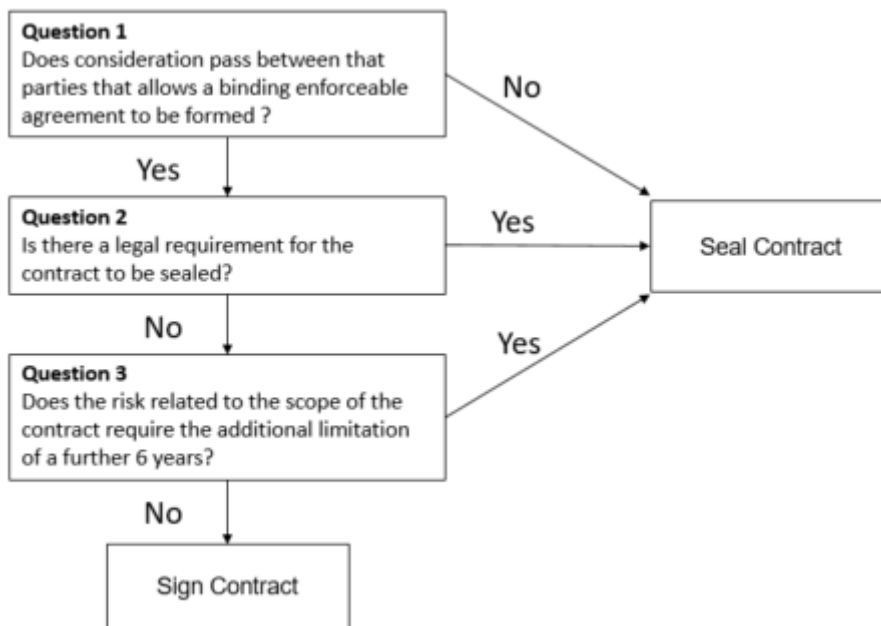 Question 1
Does consideration pass between that
parties that allows a binding enforceable
agreement to be formed ?
No
Yes
Question 2
Is there a legal requirement for the
contract to be sealed?
Yes
Seal Contract
No
Question 3
Does the risk related to the scope of the
contract require the additional limitation
of a further 6 years?
Yes
No
Sign Contract